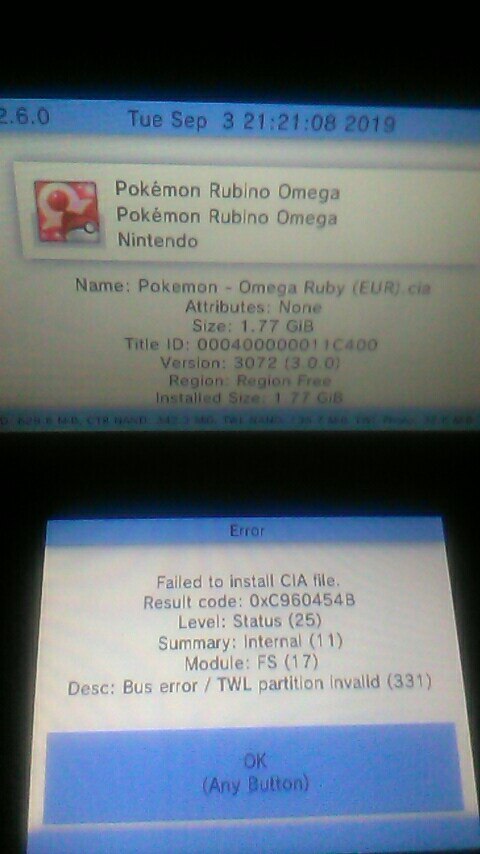 2.6.0 Tue Sep 3 21:21:08 2019
Pokémon Rubino Omega
Pokémon Rubino Omega
Nintendo
Name: Pokemon - Omega Ruby (EUR).cia
Attributes: None
Size: 1.77 GiB
Title ID: 000400000011C400
Version: 3072 (3.0.0)
Region: Region Free
Installed Size: 1.77 GiB
Error
Failed to install CIA file.
Result code: 0xC960454B
Level: Status (25)
Summary: Internal (11)
Module: FS (17)
Desc: Bus error / TWL partition invalid (331)
OK
(Any Button)